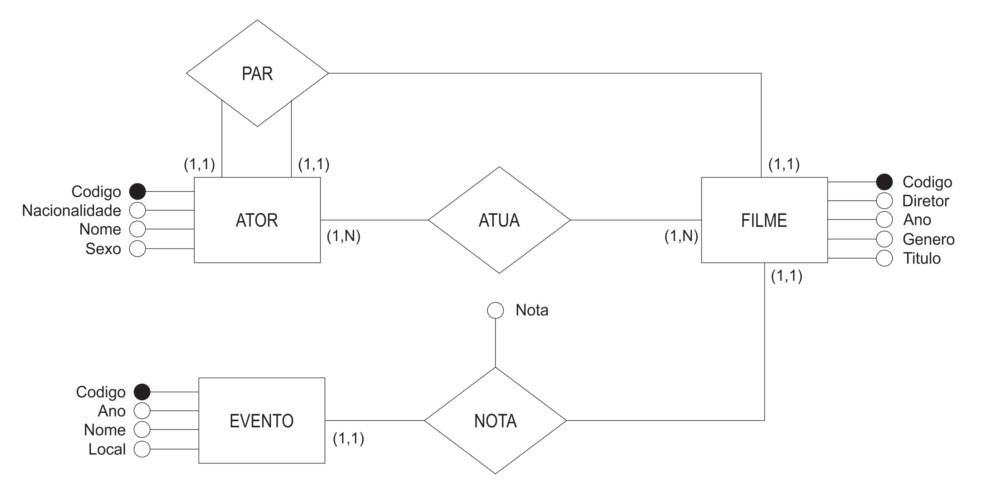 PAR
(1,1)
(1,1)
(1,1)
Codigo
Nacionalidade
Nome
Sexo
ATOR
(1,N)
ATUA
(1,N)
FILME
Codigo
Diretor
Ano
Genero
Titulo
(1,1)
Nota
Codigo
Ano
Nome
Local
EVENTO
(1,1)
NOTA